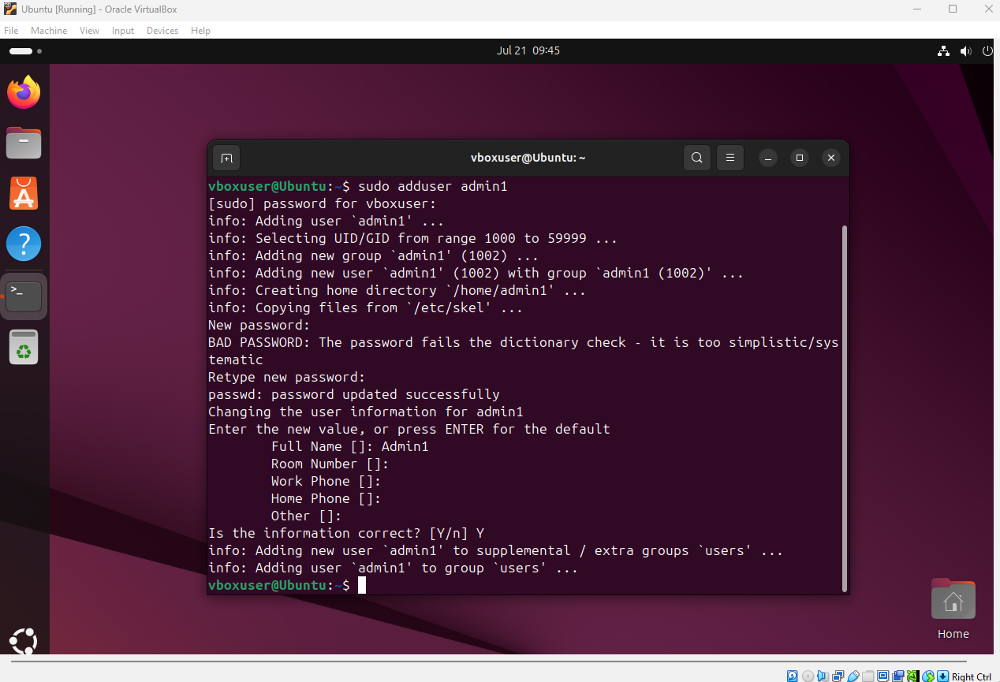 Ubuntu [Running] - Oracle VirtualBox
File Machine View Input Devices Help
Jul 21 09:45
vboxuser@Ubuntu: ~
vboxuser@Ubuntu:~$ sudo adduser admin1
[sudo] password for vboxuser:
info: Adding user `admin1' ...
info: Selecting UID/GID from range 1000 to 59999 ...
info: Adding new group `admin1' (1002) ...
info: Adding new user `admin1' (1002) with group `admin1 (1002)' ...
info: Creating home directory `/home/admin1' ...
info: Copying files from `/etc/skel' ...
New password:
BAD PASSWORD: The password fails the dictionary check - it is too simplistic/sys
tematic
Retype new password:
passwd: password updated successfully
Changing the user information for admin1
Enter the new value, or press ENTER for the default
Full Name []: Admin1
Room Number []:
Work Phone []:
Home Phone []:
Other []:
Is the information correct? [Y/n] Y
info: Adding new user `admin1' to supplemental / extra groups `users' ...
info: Adding user `admin1' to group `users' ...
vboxuser@Ubuntu:~$
Home
Right Ctrl